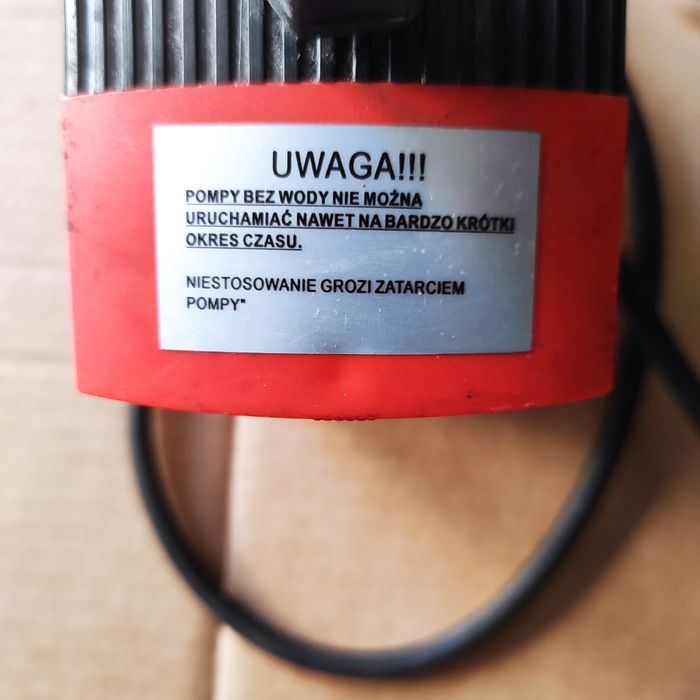 UWAGA!!!
POMPY BEZ WODY NIE MOŻNA
URUCHAMIAĆ NAWET NA BARDZO KRÓTKI
OKRES CZASU.
NIESTOSOWANIE GROZI ZATARCIEM
POMPY"